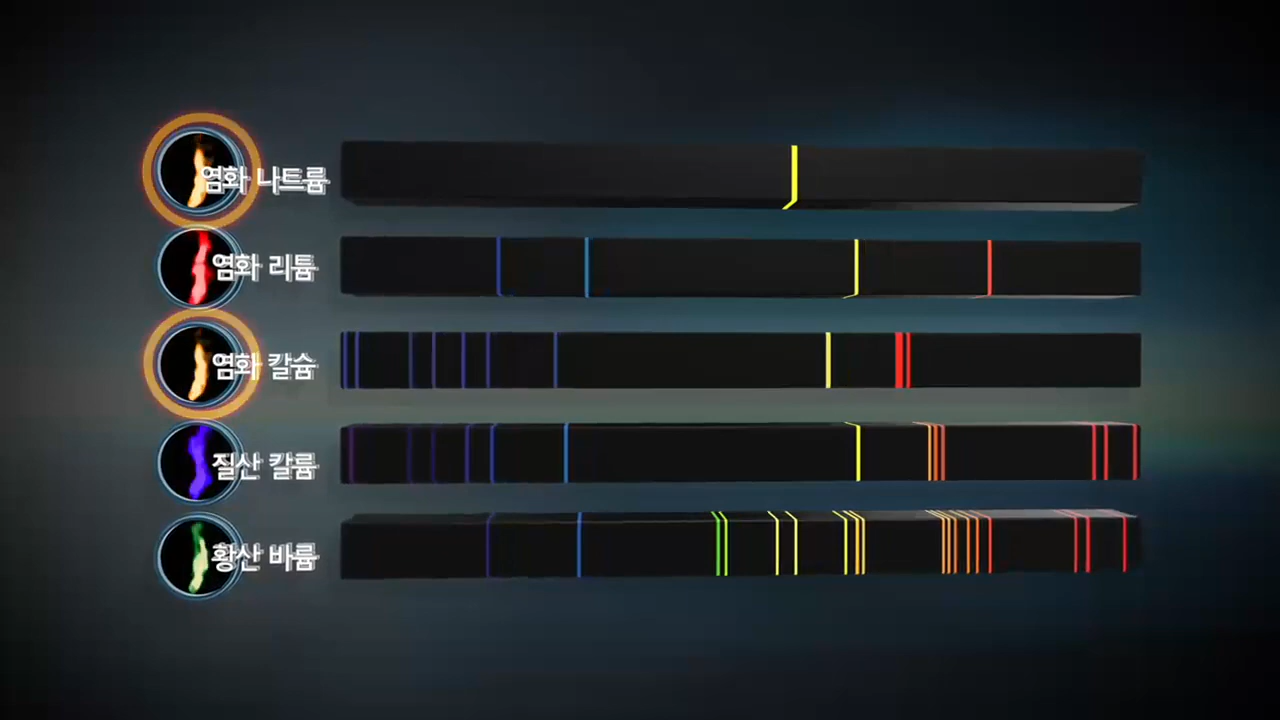 염화 나트륨
염화 리튬
염화 칼슘
질산 칼륨
황산 바륨